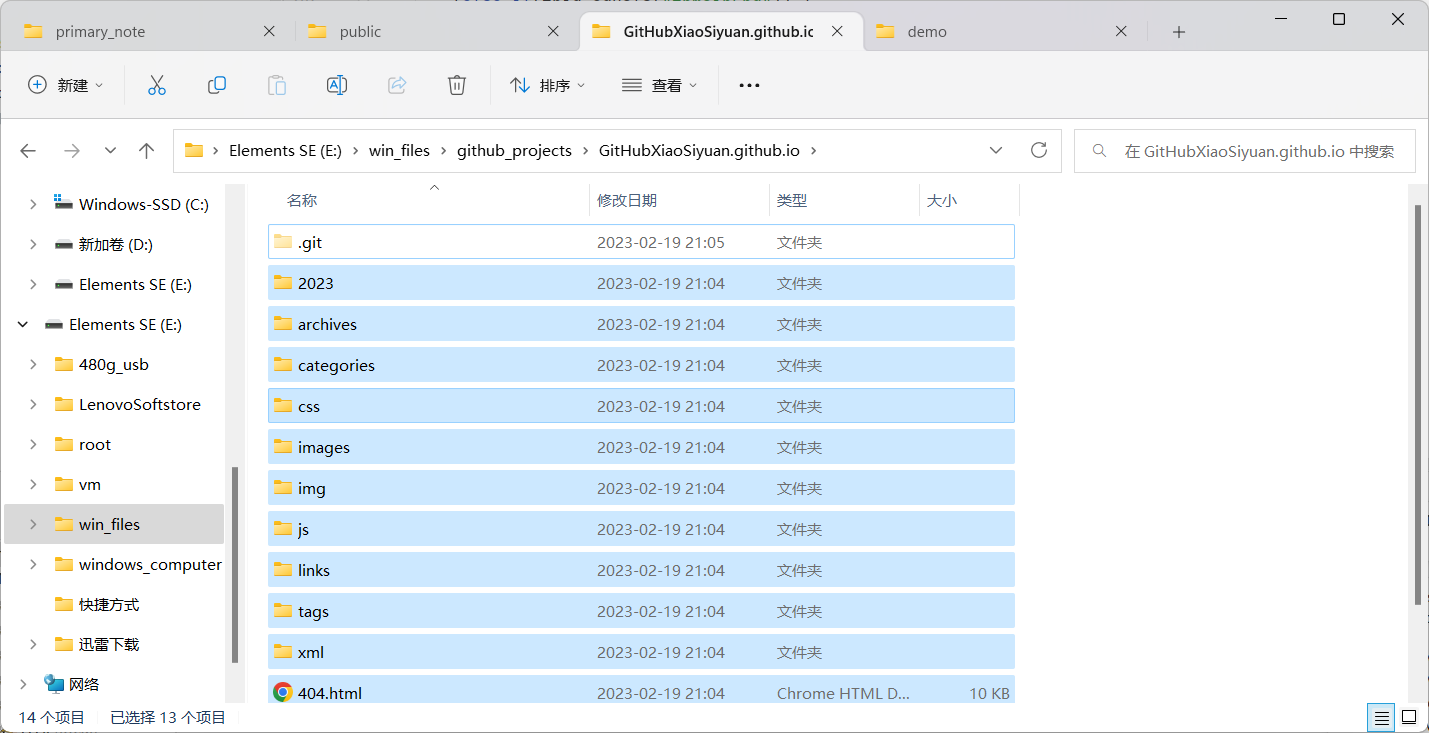 primary_note
public
GitHubXiaoSiyuan.github.io
demo
新建
排序
查看
Elements SE (E:)
win_files
github_projects
GitHubXiaoSiyuan.github.io
在 GitHubXiaoSiyuan.github.io 中搜索
Windows-SSD (C:)
新加卷 (D:)
Elements SE (E:)
Elements SE (E:)
480g_usb
LenovoSoftstore
root
vm
win_files
windows_computer
快捷方式
迅雷下载
网络
名称 修改日期 类型 大小
.git 2023-02-19 21:05 文件夹
2023 2023-02-19 21:04 文件夹
archives 2023-02-19 21:04 文件夹
categories 2023-02-19 21:04 文件夹
css 2023-02-19 21:04 文件夹
images 2023-02-19 21:04 文件夹
img 2023-02-19 21:04 文件夹
js 2023-02-19 21:04 文件夹
links 2023-02-19 21:04 文件夹
tags 2023-02-19 21:04 文件夹
xml 2023-02-19 21:04 文件夹
404.html 2023-02-19 21:04 Chrome HTML D... 10 KB
14 个项目 已选择 13 个项目